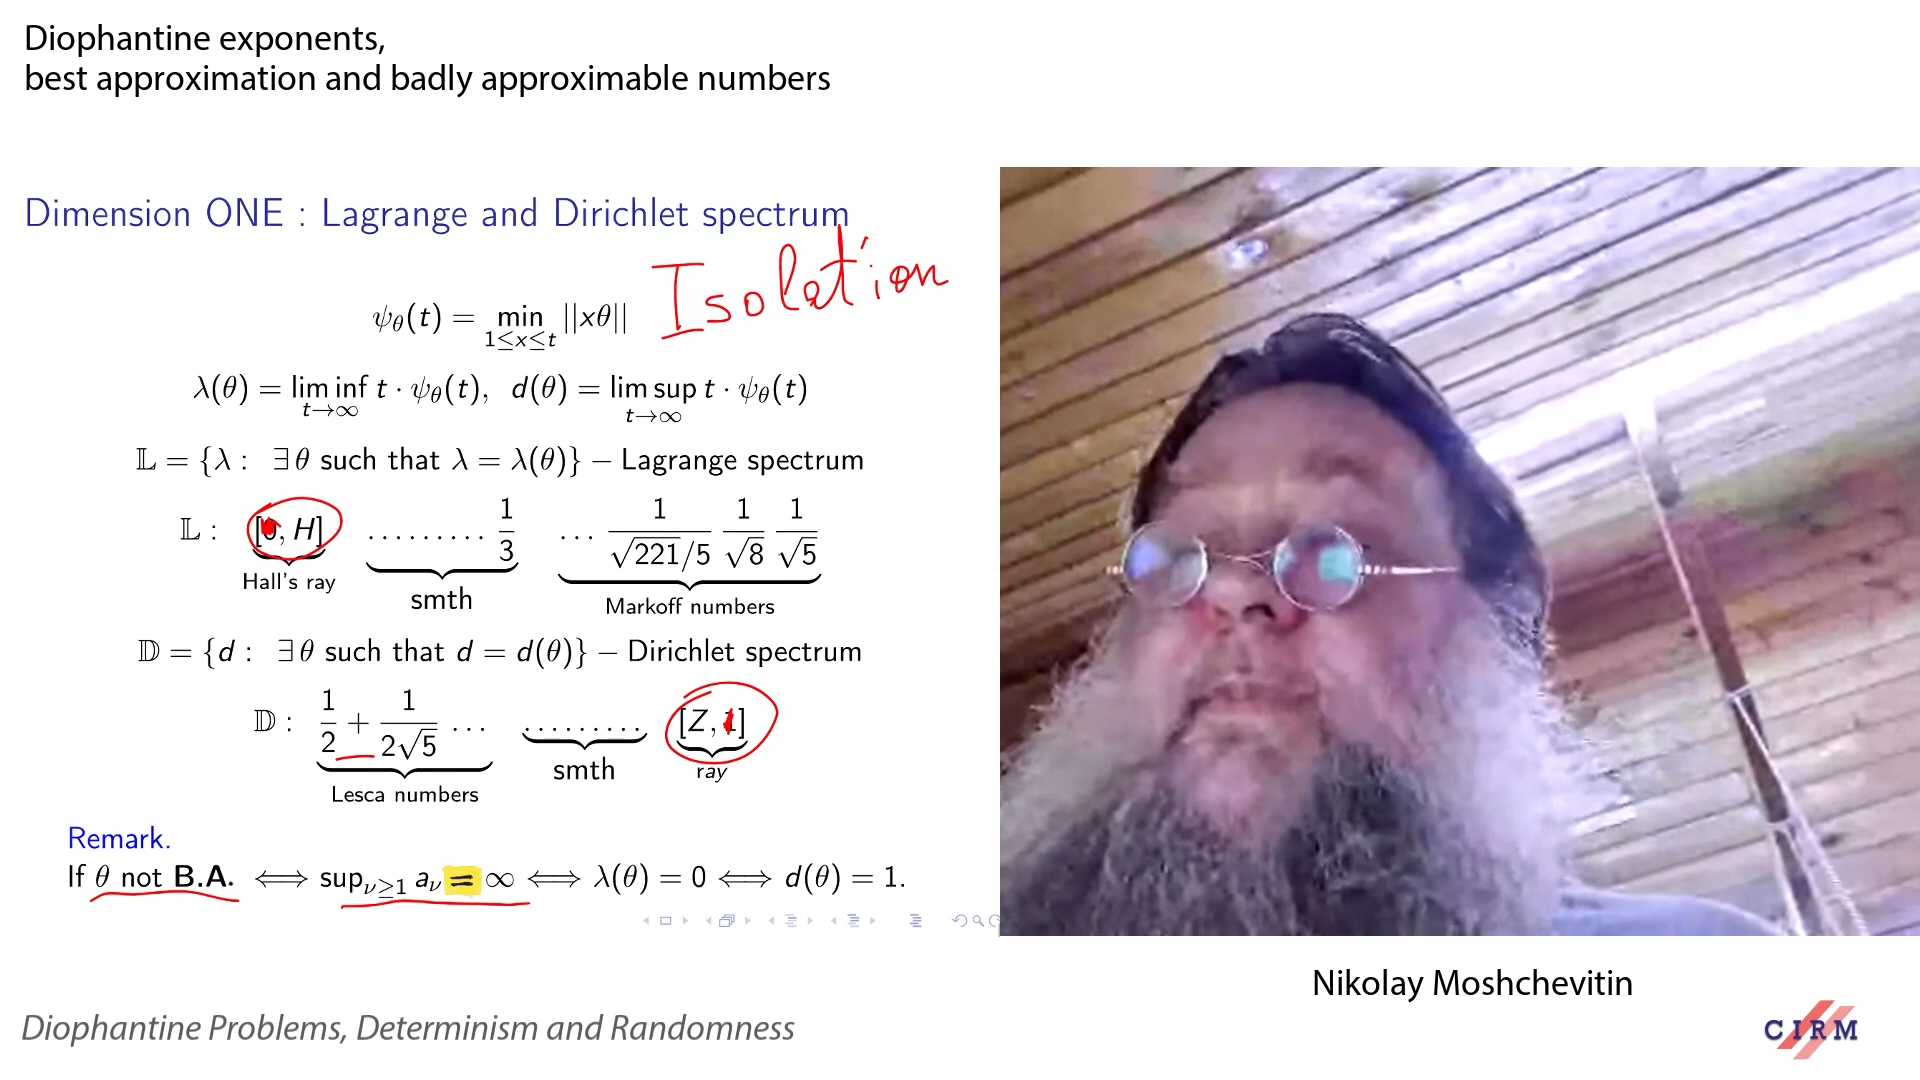 Diophantine exponents,
best approximation and badly approximable numbers
Dimension ONE : Lagrange and Dirichlet spectrum
Isolation
ψ_θ(t) = min_{1≤x≤t} ||xθ||
λ(θ) = lim inf_{t→∞} t · ψ_θ(t), d(θ) = lim sup_{t→∞} t · ψ_θ(t)
𝕃 = {λ : ∃ θ such that λ = λ(θ)} − Lagrange spectrum
𝕃 : [0, H] ......... 1/3 ... 1/√221/5 1/√8 1/√5
Hall's ray smth Markoff numbers
𝔻 = {d : ∃ θ such that d = d(θ)} − Dirichlet spectrum
𝔻 : 1/2 + 1/2√5 ... ......... [Z, 1]
Lesca numbers smth ray
Remark.
If θ not B.A. ⟺ sup_{ν≥1} a_ν = ∞ ⟺ λ(θ) = 0 ⟺ d(θ) = 1.
Nikolay Moshchevitin
Diophantine Problems, Determinism and Randomness
CIRM